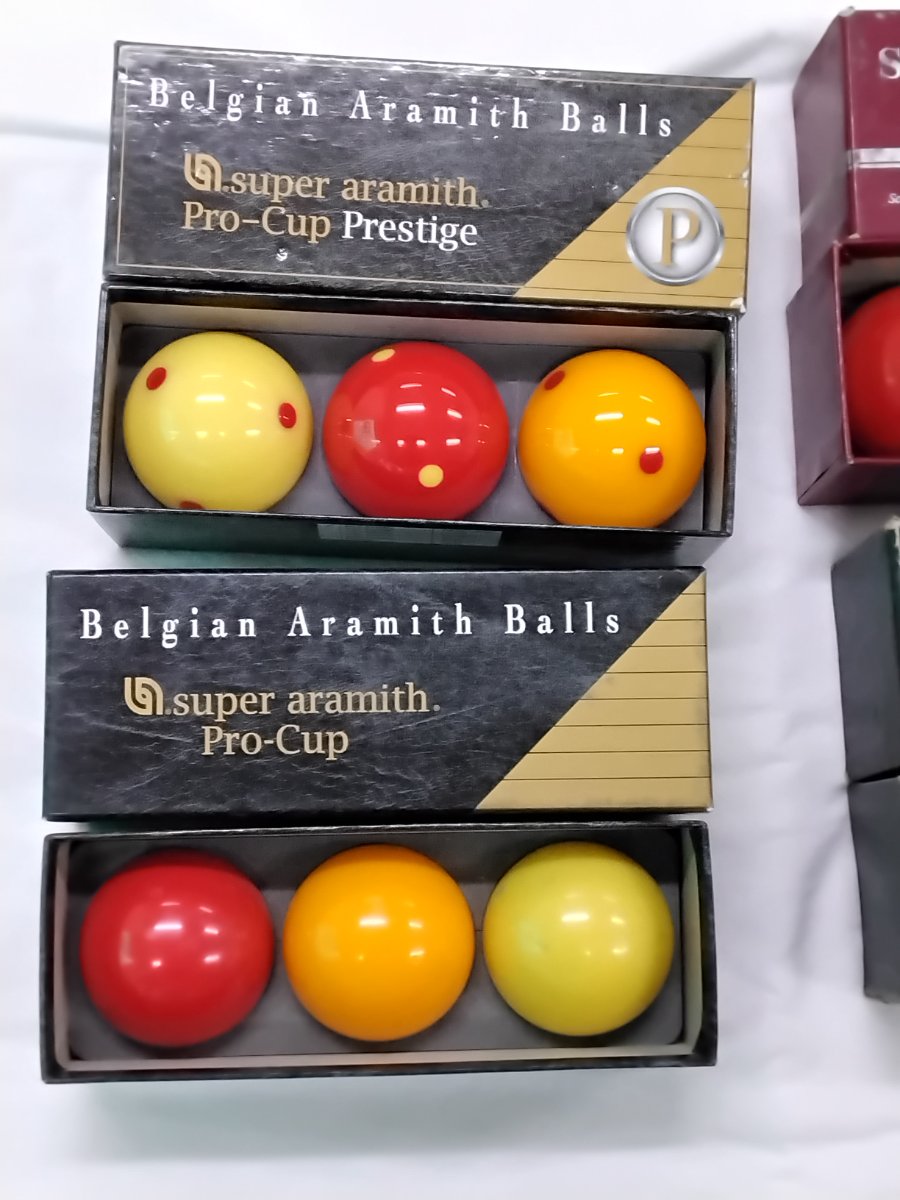 Belgian Aramith Balls
super aramith.
Pro-Cup Prestige
P
Belgian Aramith Balls
super aramith.
Pro-Cup